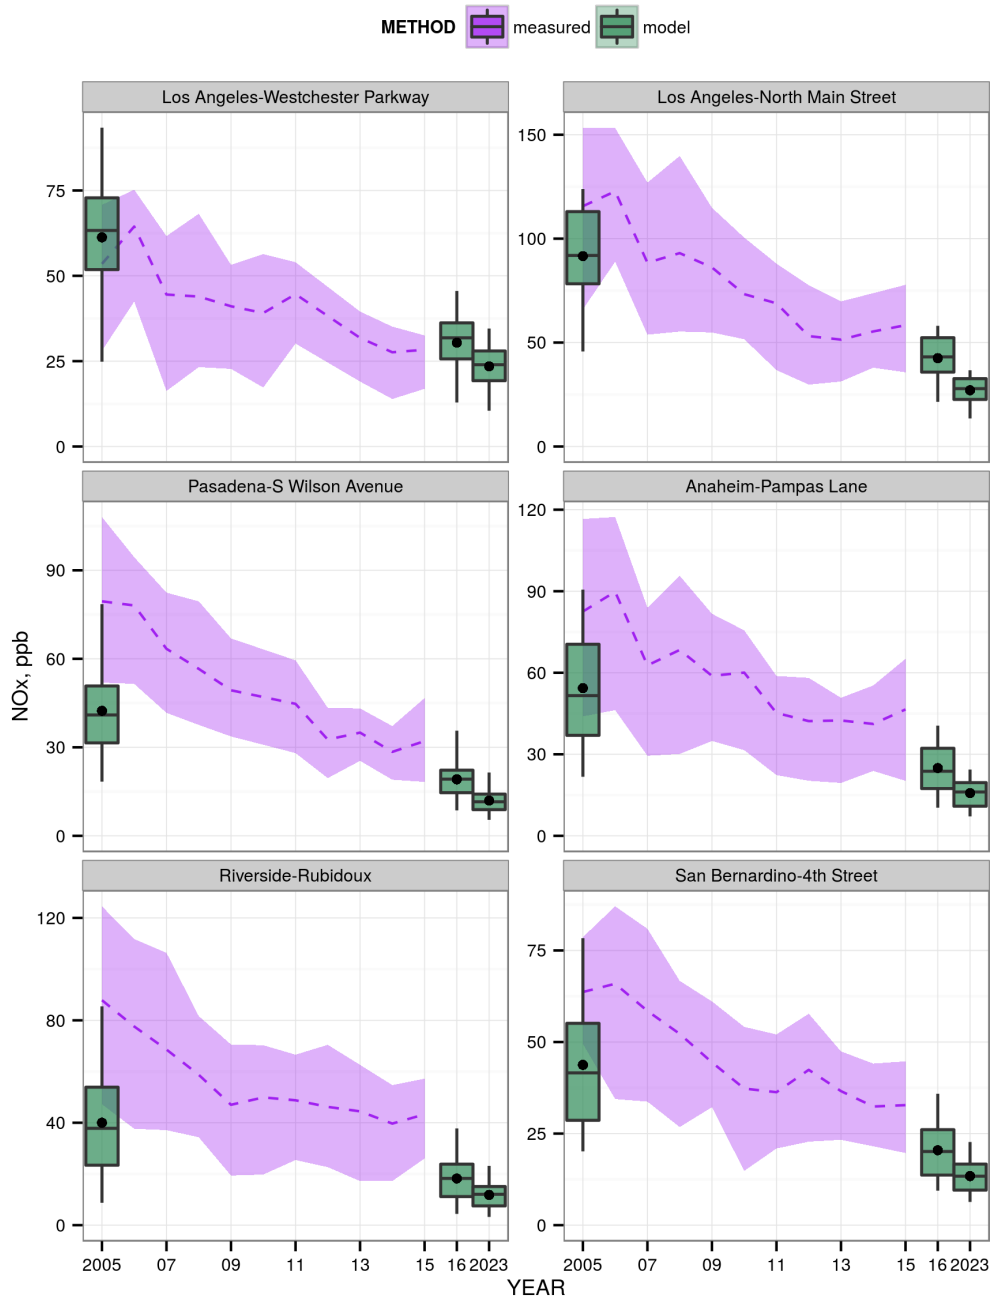 METHOD measured model
Los Angeles-Westchester Parkway
Los Angeles-North Main Street
75
50
25
0
150
100
50
0
Pasadena-S Wilson Avenue
Anaheim-Pampas Lane
90
60
30
0
120
90
60
30
0
NOx, ppb
Riverside-Rubidoux
San Bernardino-4th Street
120
80
40
0
75
50
25
0
2005 07 09 11 13 15 16 2023
2005 07 09 11 13 15 16 2023
YEAR